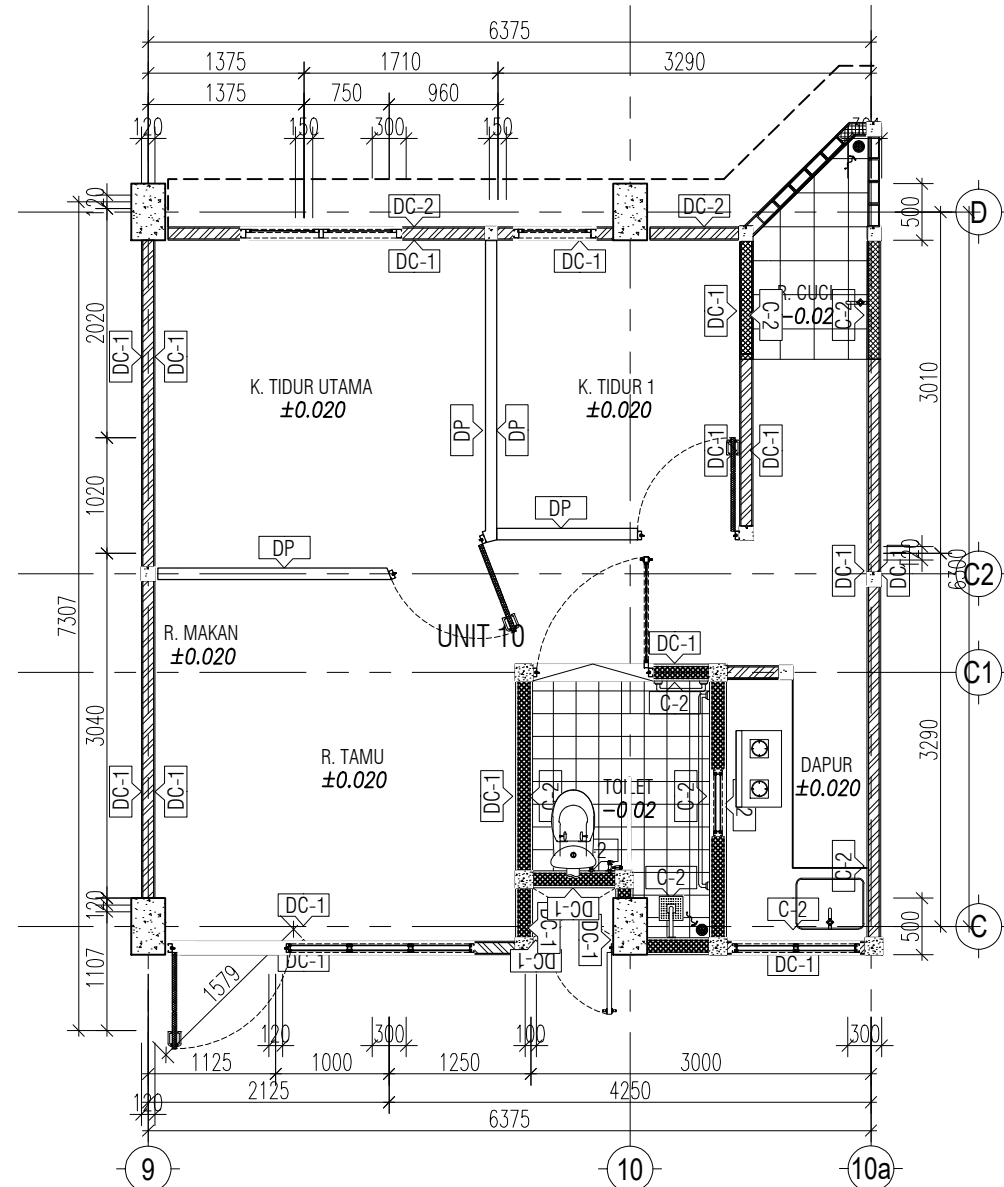 6375
1375
1710
3290
1375
750
960
120
150
300
150
120
500
D
DC-2
DC-2
DC-1
DC-1
2020
DC-1
DC-1
DC-1
C-2
R. CUCI
-0.02
C-2
3010
K. TIDUR UTAMA
±0.020
K. TIDUR 1
±0.020
DP
DP
DC-1
DC-1
1020
DP
DP
DC-1
DC-1
120
6300
C2
7307
R. MAKAN
±0.020
UNIT 10
DC-1
C-2
C1
3040
R. TAMU
±0.020
DC-1
DC-1
DC-1
C-2
TOILET
-0.02
C-2
DAPUR
±0.020
3290
C-2
C-2
DC-1
C-2
DC-1
DC-1
120
DC-1
DC-1
DC-1
500
C
1107
1579
120
300
100
300
1125
1000
1250
3000
2125
4250
120
6375
9
10
10a